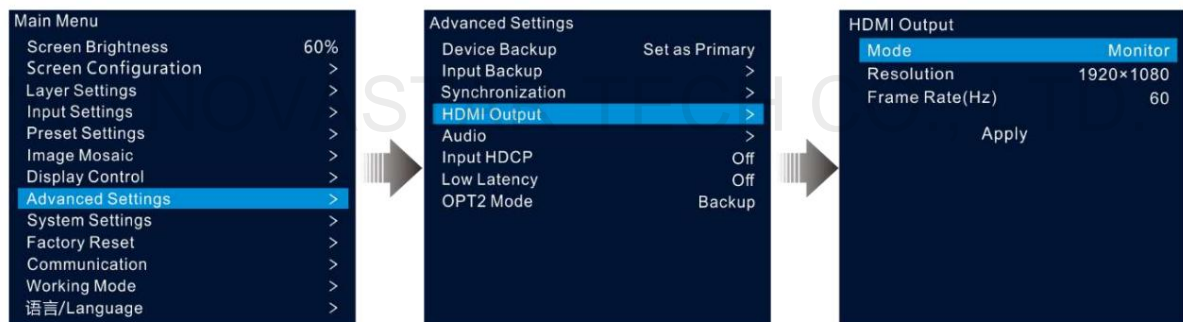 Main Menu
Screen Brightness 60%
Screen Configuration >
Layer Settings >
Input Settings >
Preset Settings >
Image Mosaic >
Display Control >
Advanced Settings >
System Settings >
Factory Reset >
Communication >
Working Mode >
语言/Language >
Advanced Settings
Device Backup Set as Primary
Input Backup >
Synchronization >
HDMI Output >
Audio >
Input HDCP Off
Low Latency Off
OPT2 Mode Backup
HDMI Output
Mode Monitor
Resolution 1920×1080
Frame Rate(Hz) 60
Apply